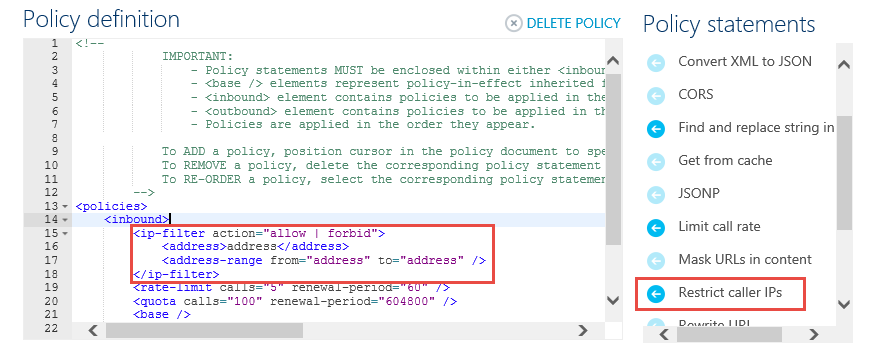 Policy definition
DELETE POLICY
1 <!--
2 IMPORTANT:
3 - Policy statements MUST be enclosed within either <inboun
4 - <base /> elements represent policy-in-effect inherited f
5 - <inbound> element contains policies to be applied in the
6 - <outbound> element contains policies to be applied in th
7 - Policies are applied in the order they appear.
8
9 To ADD a policy, position cursor in the policy document to spe
10 To REMOVE a policy, delete the corresponding policy statement
11 To RE-ORDER a policy, select the corresponding policy statemen
12 -->
13 <policies>
14 <inbound>
15 <ip-filter action="allow | forbid">
16 <address>address</address>
17 <address-range from="address" to="address" />
18 </ip-filter>
19 <rate-limit calls="5" renewal-period="60" />
20 <quota calls="100" renewal-period="604800" />
21 <base />
22
Policy statements
Convert XML to JSON
CORS
Find and replace string in
Get from cache
JSONP
Limit call rate
Mask URLs in content
Restrict caller IPs
Rewrite URI